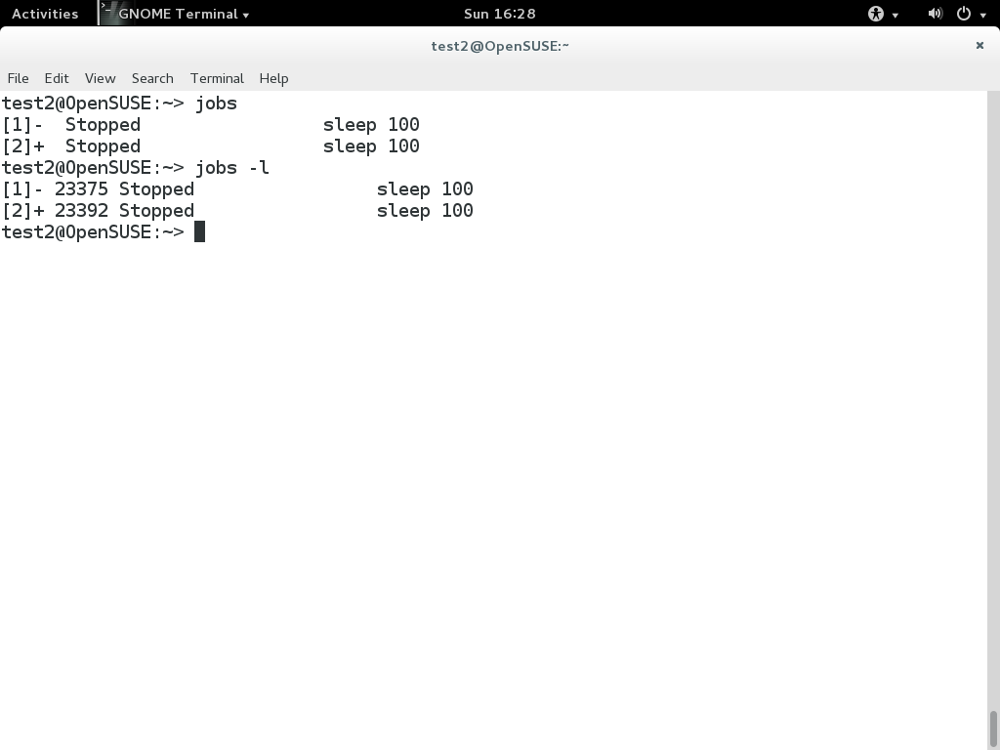 Activities GNOME Terminal Sun 16:28
test2@OpenSUSE:~
File Edit View Search Terminal Help
test2@OpenSUSE:~> jobs
[1]-  Stopped                 sleep 100
[2]+  Stopped                 sleep 100
test2@OpenSUSE:~> jobs -l
[1]- 23375 Stopped                 sleep 100
[2]+ 23392 Stopped                 sleep 100
test2@OpenSUSE:~>